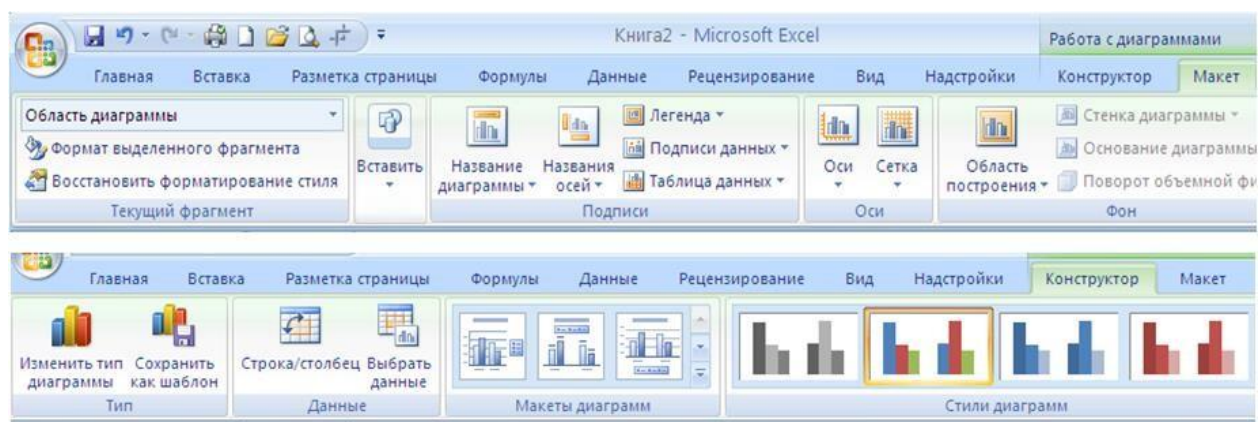 Книга2 - Microsoft Excel
Работа с диаграммами
Главная Вставка Разметка страницы Формулы Данные Рецензирование Вид Надстройки Конструктор Макет
Область диаграммы
Формат выделенного фрагмента
Восстановить форматирование стиля
Текущий фрагмент
Вставить
Название
диаграммы
Названия
осей
Легенда
Подписи данных
Таблица данных
Подписи
Оси
Сетка
Оси
Область
построения
Стенка диаграммы
Основание диаграммы
Поворот объемной фи
Фон
Главная Вставка Разметка страницы Формулы Данные Рецензирование Вид Надстройки Конструктор Макет
Изменить тип
диаграммы
Сохранить
как шаблон
Тип
Строка/столбец
Выбрать
данные
Данные
Макеты диаграмм
Стили диаграмм